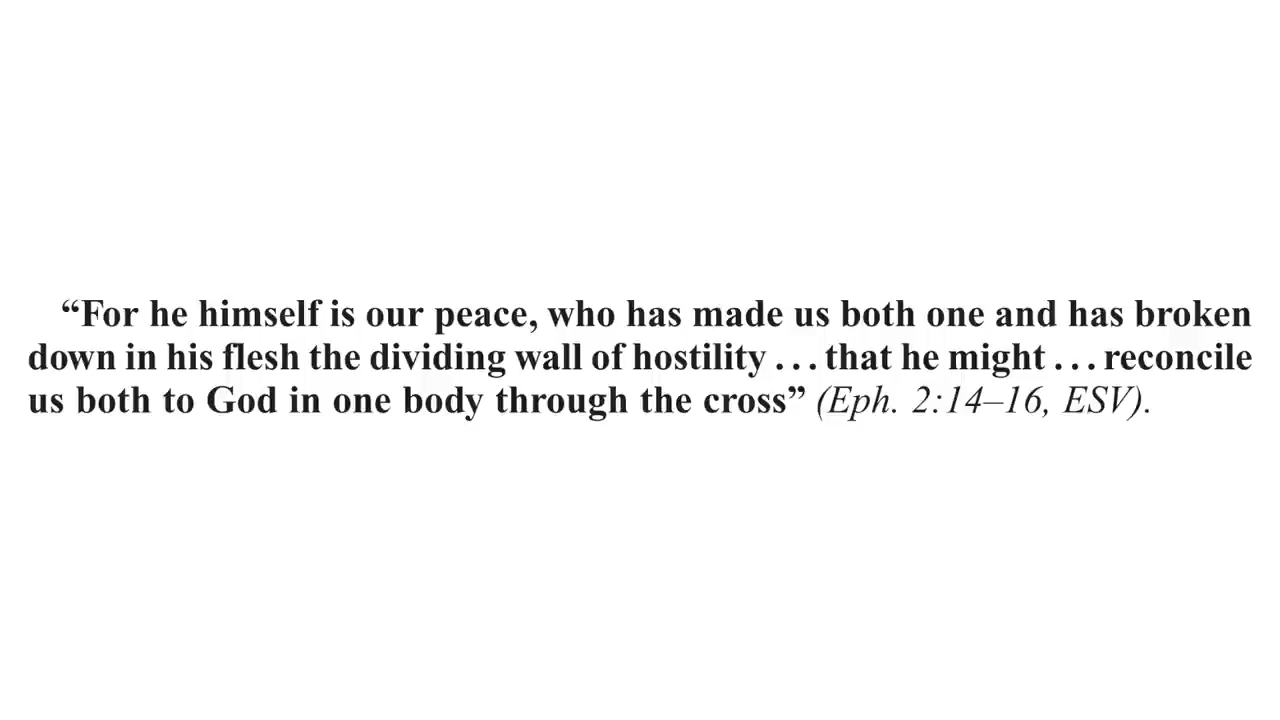 “For he himself is our peace, who has made us both one and has broken
down in his flesh the dividing wall of hostility . . . that he might . . . reconcile
us both to God in one body through the cross” (Eph. 2:14–16, ESV).